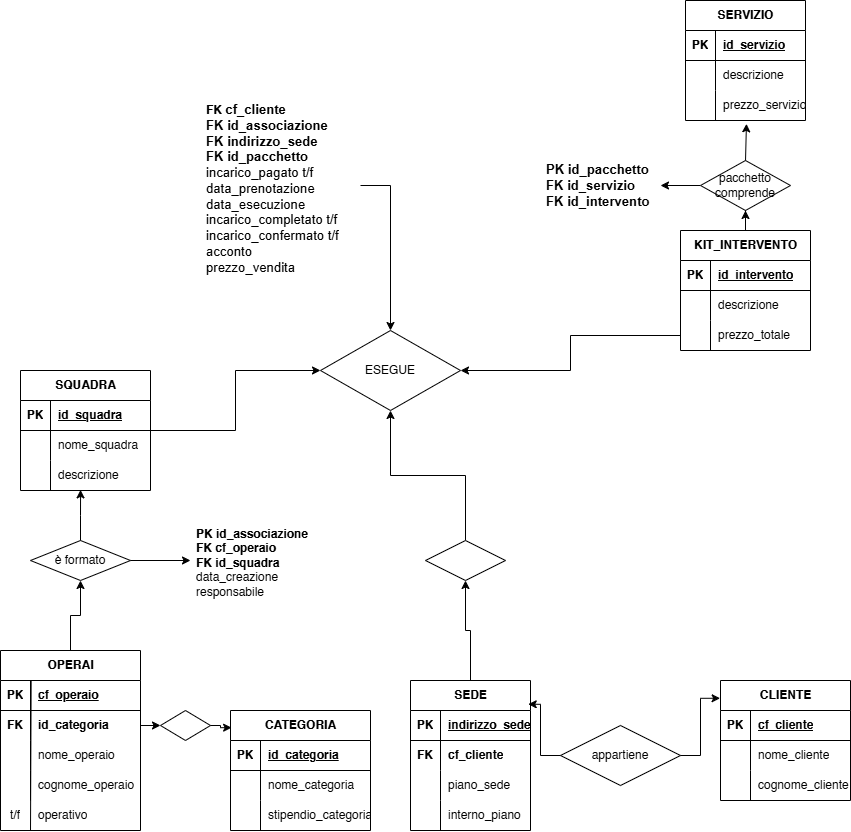 SERVIZIO
PK id_servizio
descrizione
prezzo_servizio
FK cf_cliente
FK id_associazione
FK indirizzo_sede
FK id_pacchetto
incarico_pagato t/f
data_prenotazione
data_esecuzione
incarico_completato t/f
incarico_confermato t/f
acconto
prezzo_vendita
PK id_pacchetto
FK id_servizio
FK id_intervento
pacchetto
comprende
KIT_INTERVENTO
PK id_intervento
descrizione
prezzo_totale
ESEGUE
SQUADRA
PK id_squadra
nome_squadra
descrizione
è formato
PK id_associazione
FK cf_operaio
FK id_squadra
data_creazione
responsabile
OPERAI
PK cf_operaio
FK id_categoria
nome_operaio
cognome_operaio
t/f operativo
CATEGORIA
PK id_categoria
nome_categoria
stipendio_categoria
SEDE
PK indirizzo_sede
FK cf_cliente
piano_sede
interno_piano
appartiene
CLIENTE
PK cf_cliente
nome_cliente
cognome_cliente